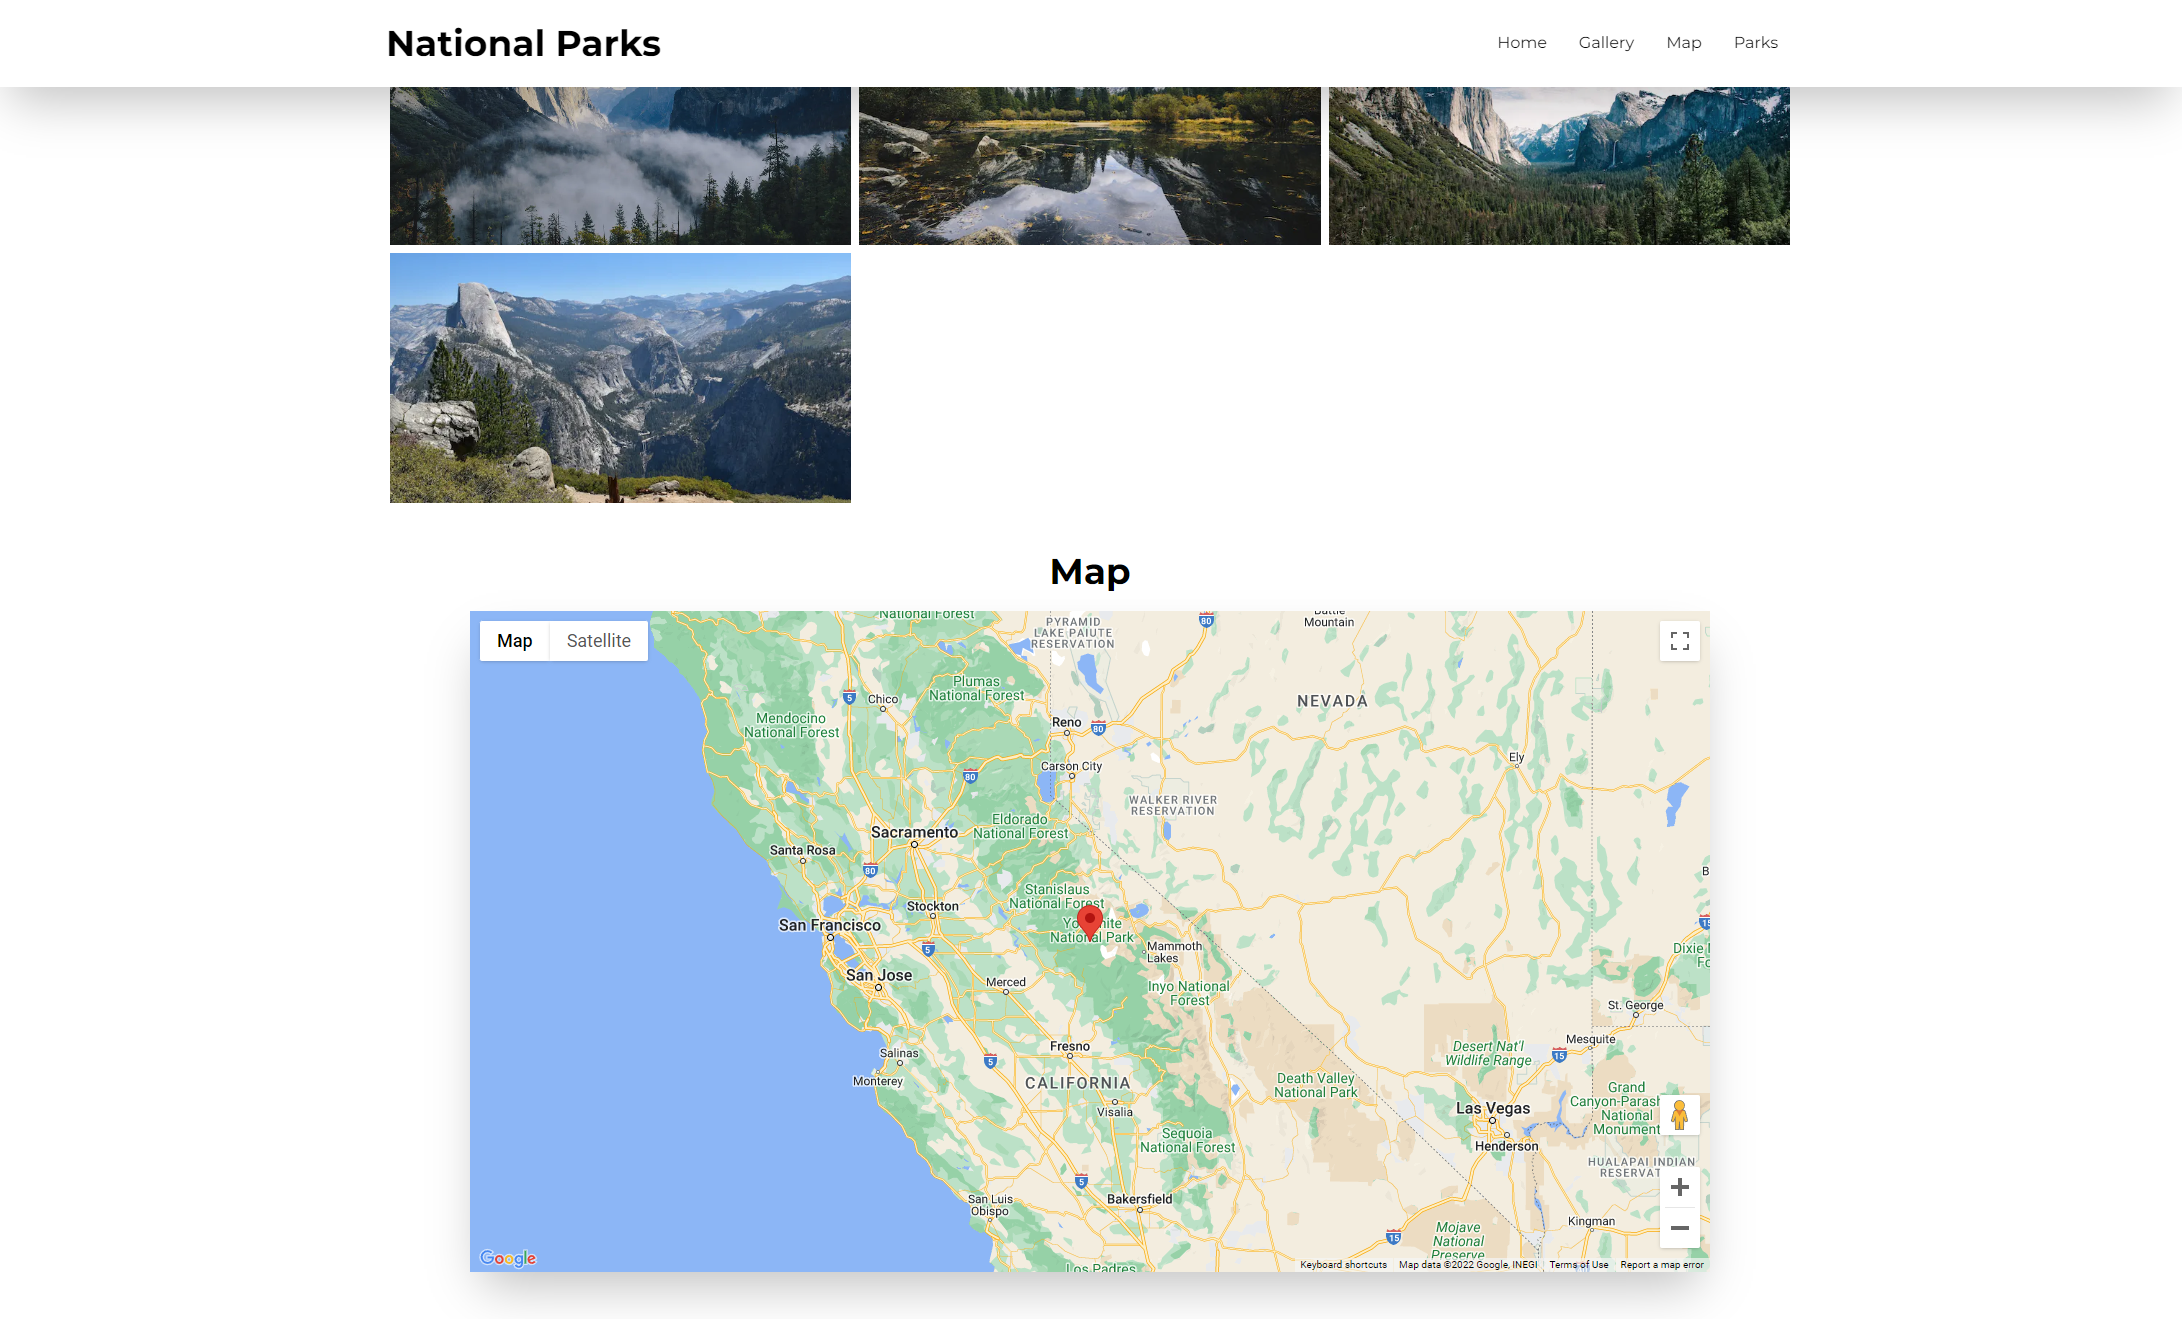 National Parks
Home
Gallery
Map
Parks
Map
Map
Satellite
National Forest
PYRAMID
LAKE PAIUTE
RESERVATION
80
Battle
Mountain
Plumas
National Forest
5
Chico
NEVADA
Mendocino
National Forest
Reno
80
Ely
Carson City
80
WALKER RIVER
RESERVATION
Eldorado
National Forest
Sacramento
Santa Rosa
80
Stanislaus
National Forest
Stockton
B
San Francisco
5
Yosemite
National Park
15
Mammoth
Lakes
Dixie
San Jose
Merced
Inyo National
Forest
St. George
Fresno
Salinas
5
Desert Nat'l
Wildlife Range
15
Mesquite
Monterey
CALIFORNIA
Death Valley
National Park
Grand
Canyon-Parash
National
Monument
Visalia
Las Vegas
Sequoia
National Forest
Henderson
HUALAPAI INDIAN
RESERVAT
5
San Luis
Obispo
Bakersfield
Kingman
15
Mojave
National
Preserve
Los Padres
Google
Keyboard shortcuts
Map data ©2022 Google, INEGI
Terms of Use
Report a map error